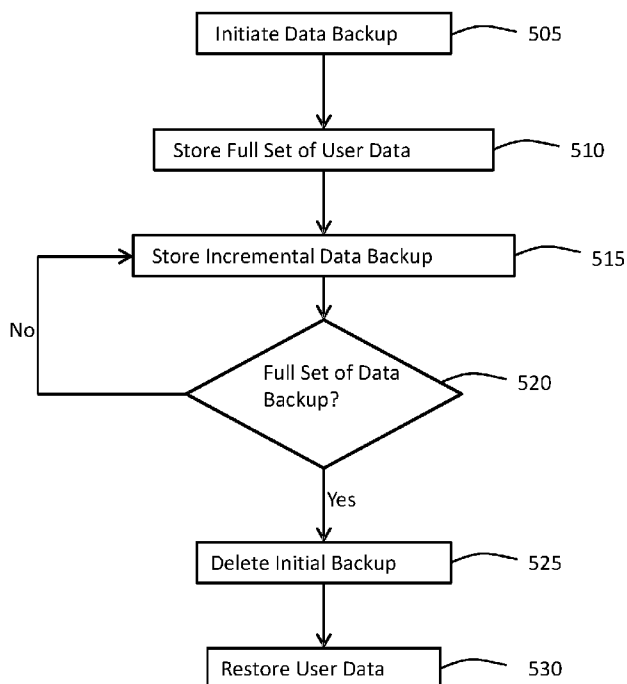 Initiate Data Backup
505
Store Full Set of User Data
510
Store Incremental Data Backup
515
No
Full Set of Data
Backup?
520
Yes
Delete Initial Backup
525
Restore User Data
530